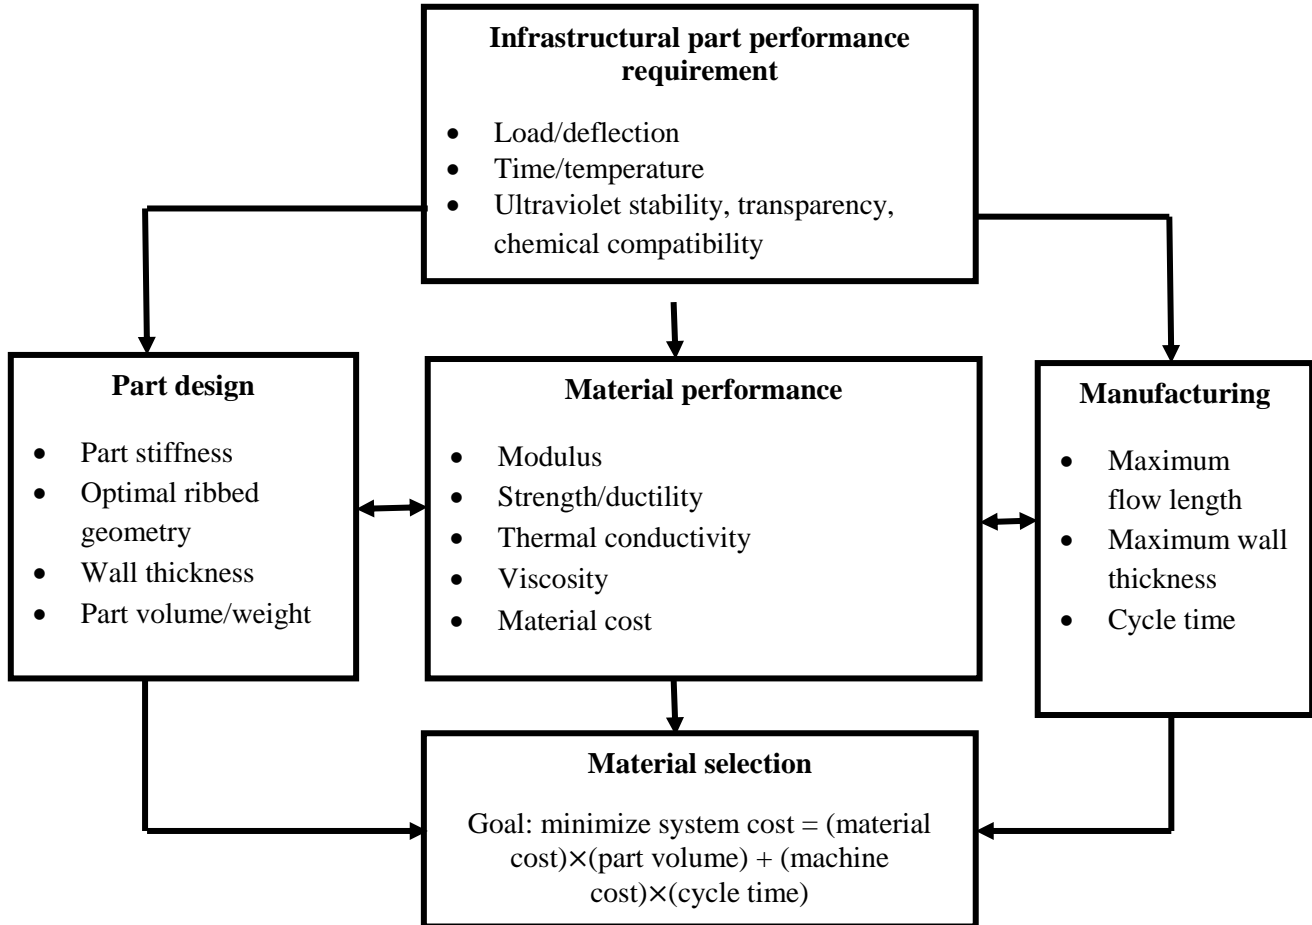 Infrastructural part performance
requirement
• Load/deflection
• Time/temperature
• Ultraviolet stability, transparency,
chemical compatibility
Part design
• Part stiffness
• Optimal ribbed
geometry
• Wall thickness
• Part volume/weight
Material performance
• Modulus
• Strength/ductility
• Thermal conductivity
• Viscosity
• Material cost
Manufacturing
• Maximum
flow length
• Maximum wall
thickness
• Cycle time
Material selection
Goal: minimize system cost = (material
cost)×(part volume) + (machine
cost)×(cycle time)